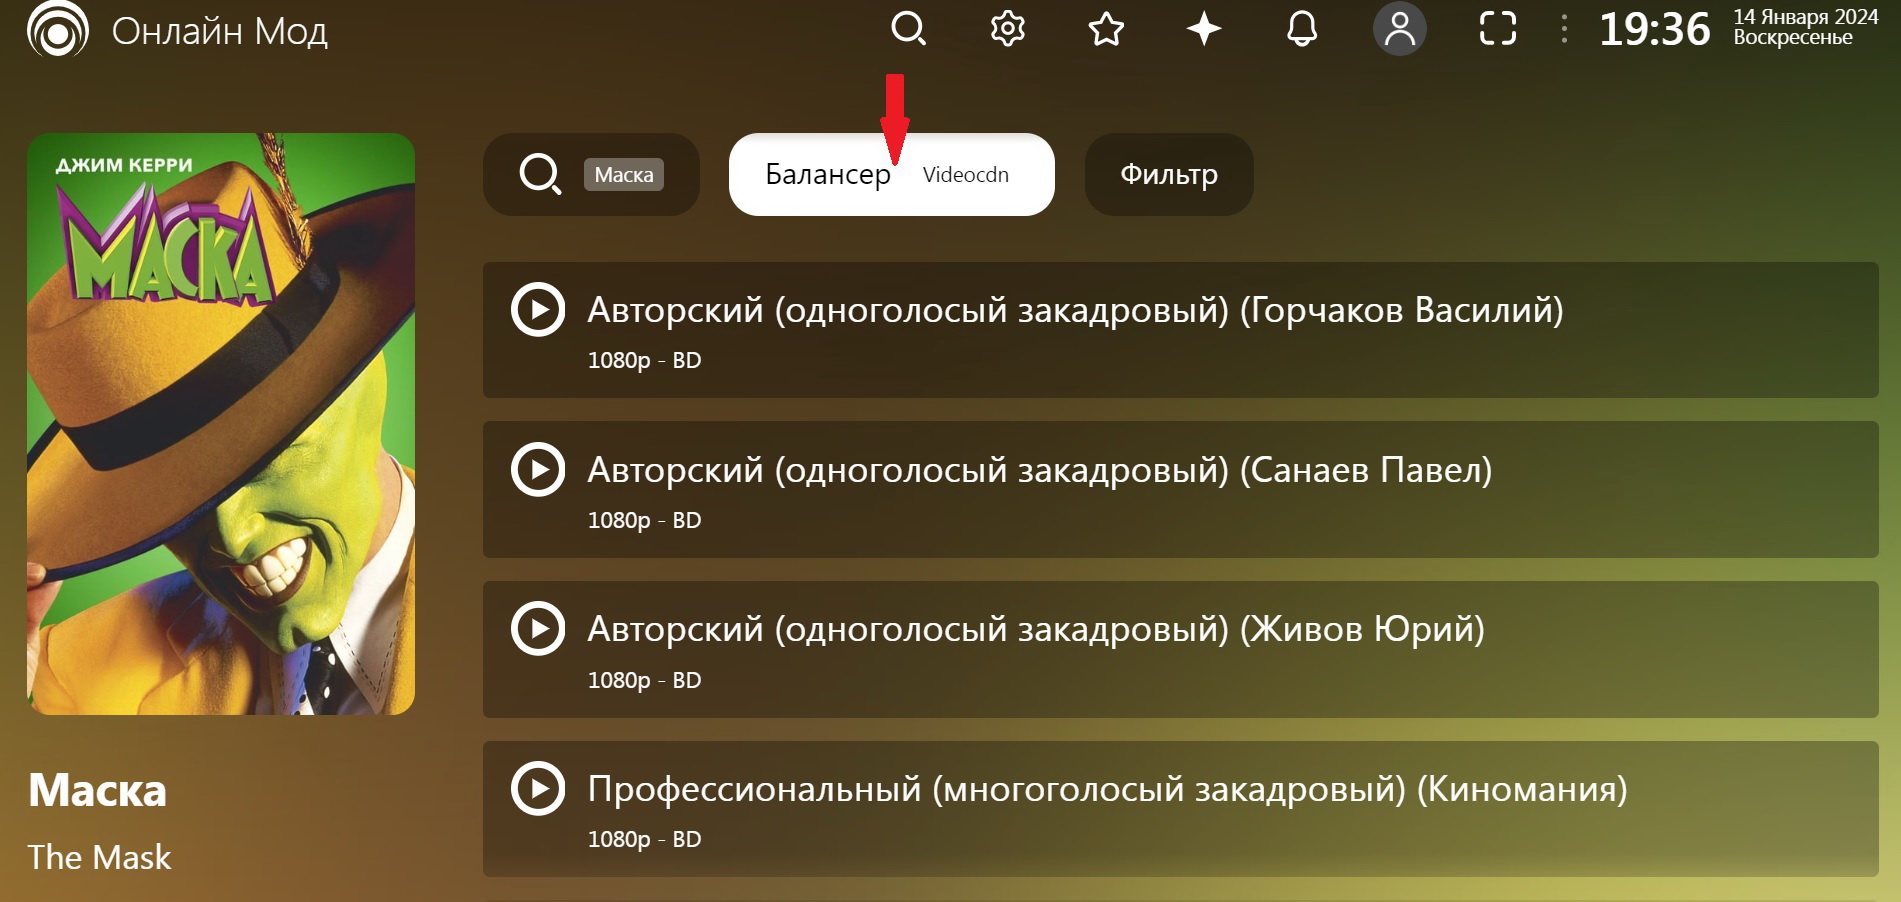 Онлайн Мод
19:36
14 Января 2024
Воскресенье
ДЖИМ КЕРРИ
МАСКА
Маска
Балансер Videocdn
Фильтр
Авторский (одноголосый закадровый) (Горчаков Василий)
1080p - BD
Авторский (одноголосый закадровый) (Санаев Павел)
1080p - BD
Авторский (одноголосый закадровый) (Живов Юрий)
1080p - BD
Профессиональный (многоголосый закадровый) (Киномания)
1080p - BD
Маска
The Mask